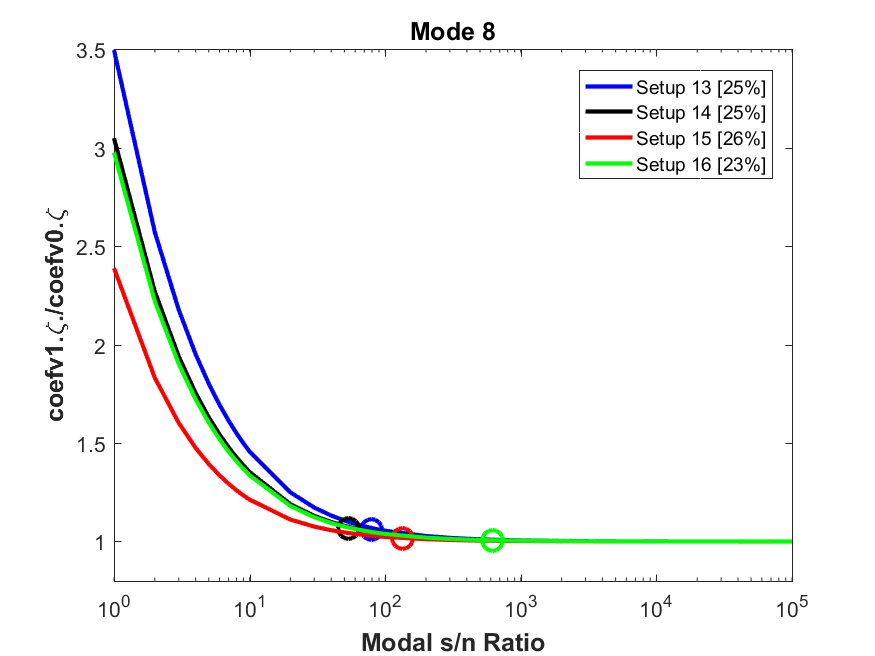 Mode 8
coefv1.ζ./coefv0.ζ
3.5
3
2.5
2
1.5
1
Setup 13 [25%]
Setup 14 [25%]
Setup 15 [26%]
Setup 16 [23%]
10^0 10^1 10^2 10^3 10^4 10^5
Modal s/n Ratio